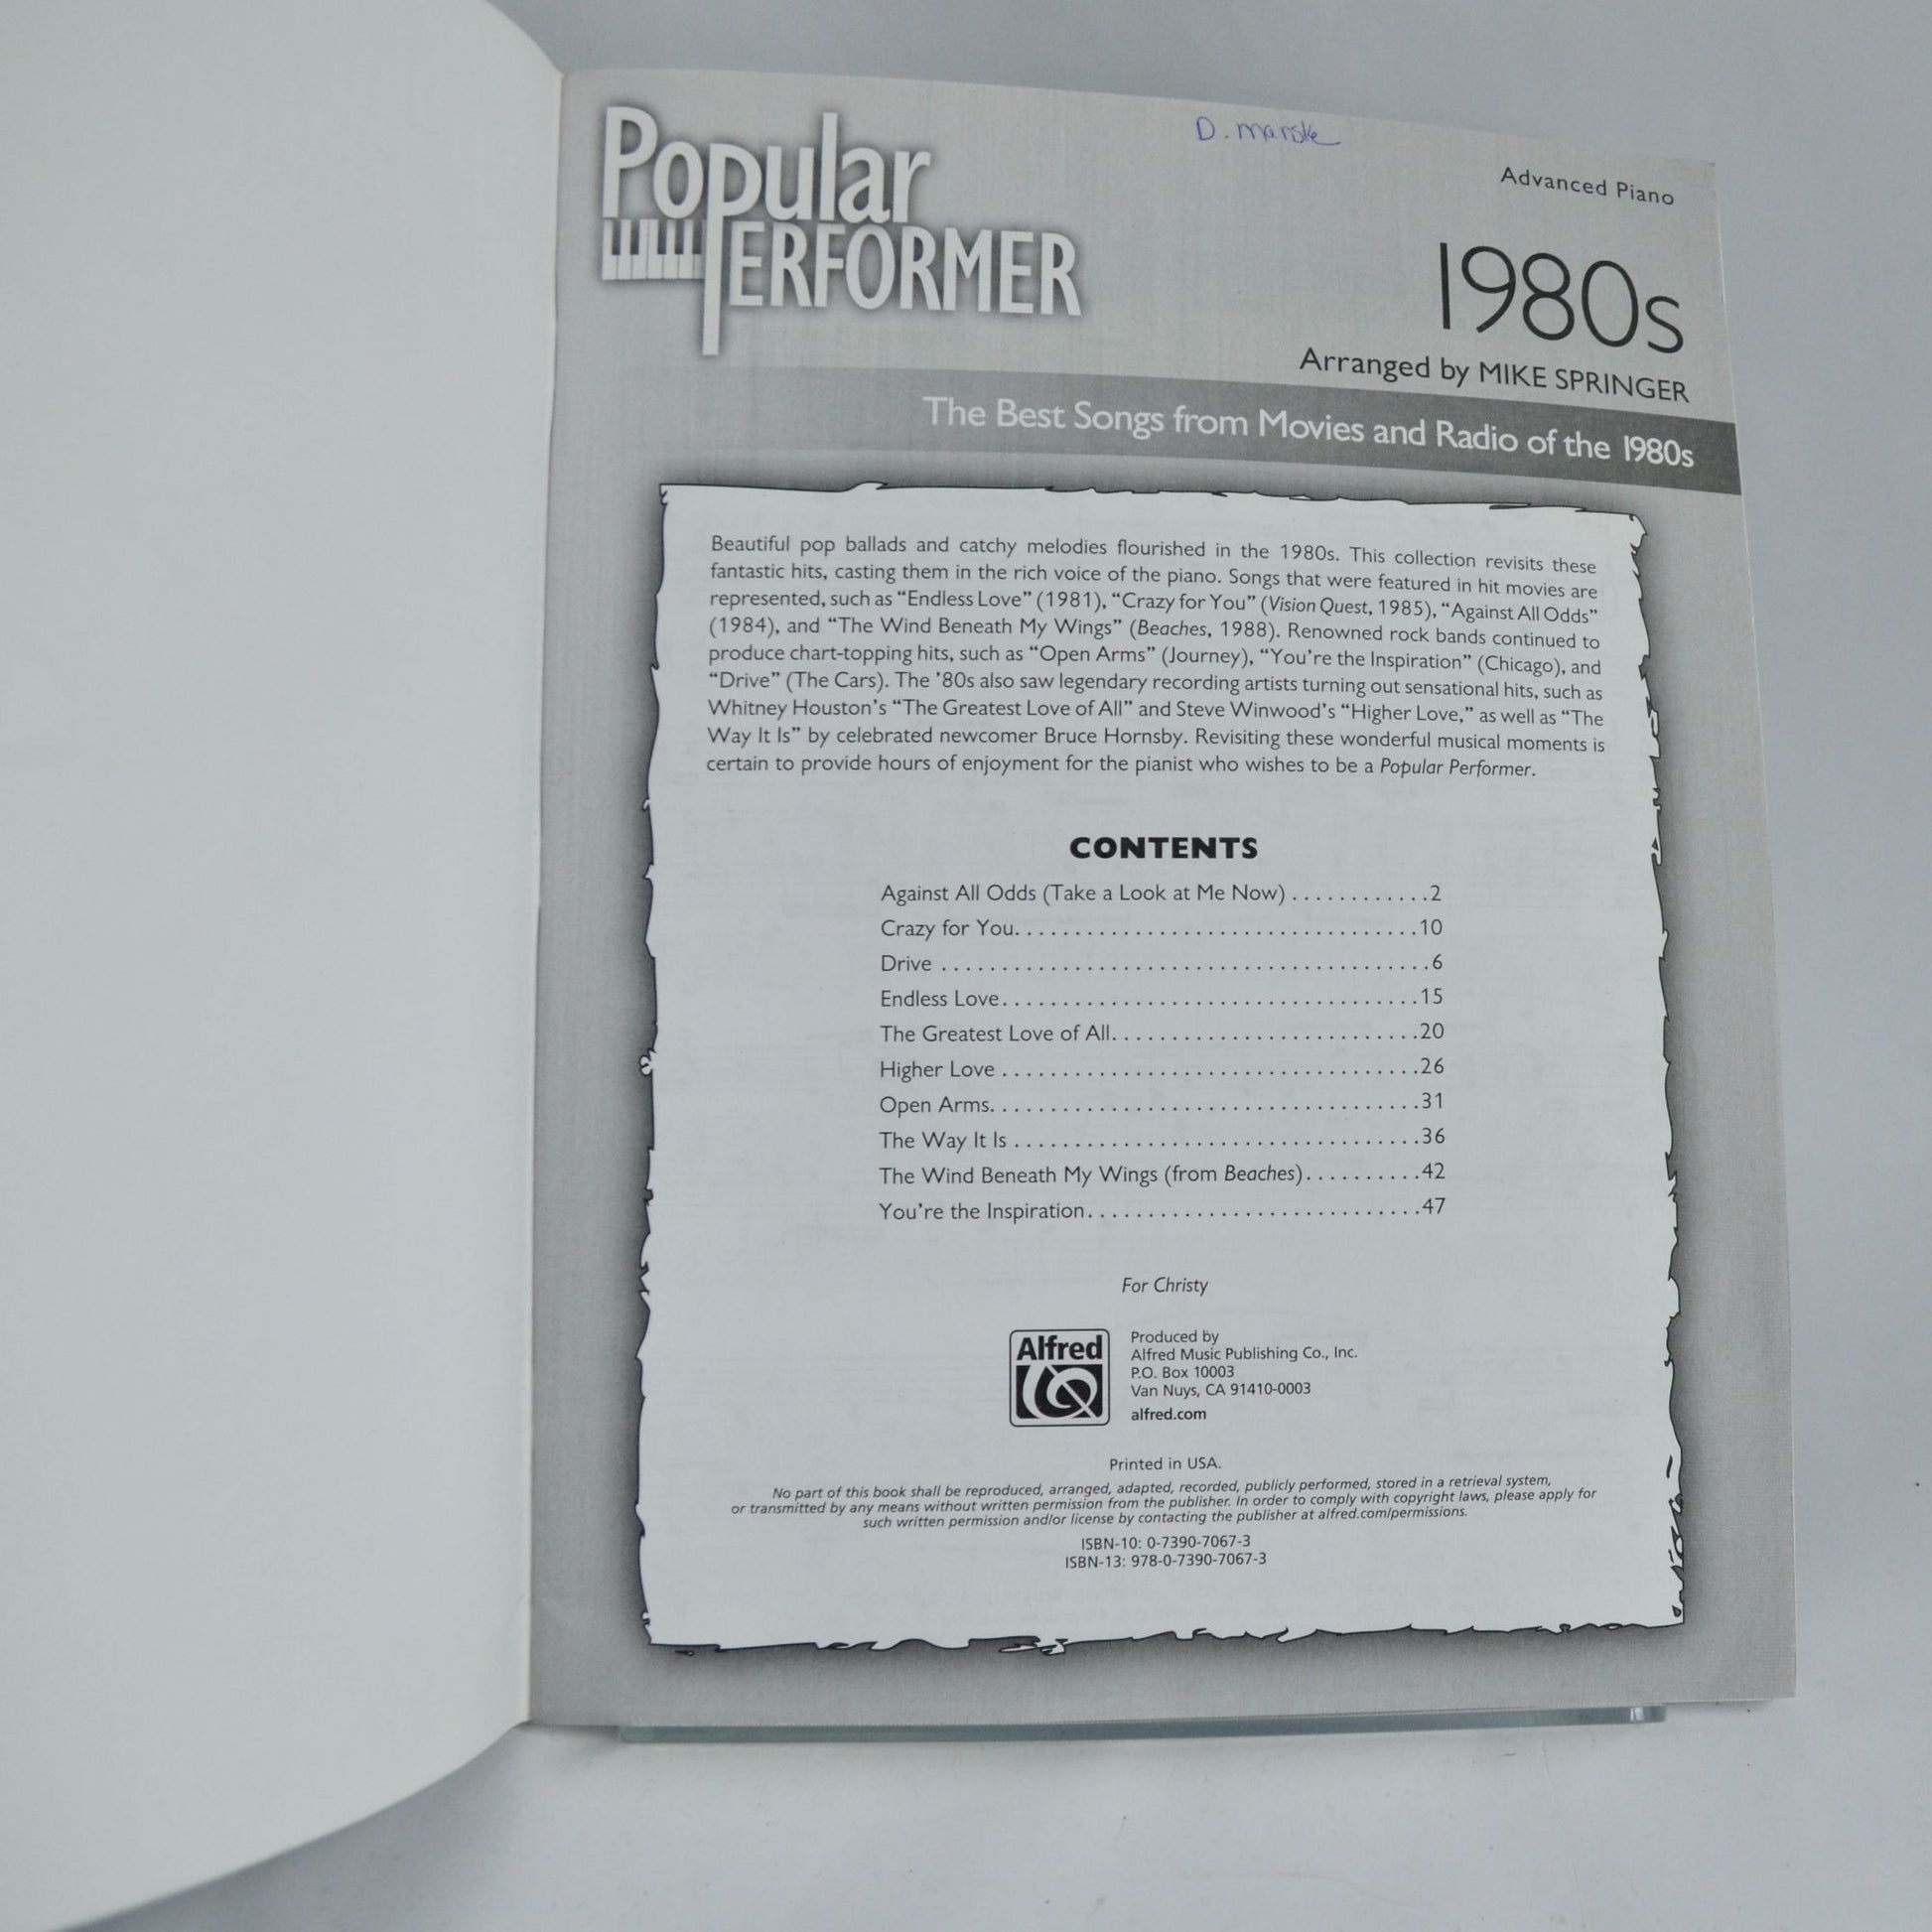 D. Marske
Popular
PERFORMER
Advanced Piano
1980s
Arranged by MIKE SPRINGER
The Best Songs from Movies and Radio of the 1980s
Beautiful pop ballads and catchy melodies flourished in the 1980s. This collection revisits these
fantastic hits, casting them in the rich voice of the piano. Songs that were featured in hit movies are
represented, such as “Endless Love” (1981), “Crazy for You” (Vision Quest, 1985), “Against All Odds”
(1984), and “The Wind Beneath My Wings” (Beaches, 1988). Renowned rock bands continued to
produce chart-topping hits, such as “Open Arms” (Journey), “You’re the Inspiration” (Chicago), and
“Drive” (The Cars). The ’80s also saw legendary recording artists turning out sensational hits, such as
Whitney Houston’s “The Greatest Love of All” and Steve Winwood’s “Higher Love,” as well as “The
Way It Is” by celebrated newcomer Bruce Hornsby. Revisiting these wonderful musical moments is
certain to provide hours of enjoyment for the pianist who wishes to be a Popular Performer.
CONTENTS
Against All Odds (Take a Look at Me Now) . . . . . . . . . . . .2
Crazy for You. . . . . . . . . . . . . . . . . . . . . . . . . . . . . . . . . .10
Drive . . . . . . . . . . . . . . . . . . . . . . . . . . . . . . . . . . . . . . . . .6
Endless Love. . . . . . . . . . . . . . . . . . . . . . . . . . . . . . . . . . .15
The Greatest Love of All. . . . . . . . . . . . . . . . . . . . . . . . . .20
Higher Love . . . . . . . . . . . . . . . . . . . . . . . . . . . . . . . . . . .26
Open Arms. . . . . . . . . . . . . . . . . . . . . . . . . . . . . . . . . . . .31
The Way It Is . . . . . . . . . . . . . . . . . . . . . . . . . . . . . . . . . .36
The Wind Beneath My Wings (from Beaches). . . . . . . . . .42
You’re the Inspiration. . . . . . . . . . . . . . . . . . . . . . . . . . . .47
For Christy
Alfred
Produced by
Alfred Music Publishing Co., Inc.
P.O. Box 10003
Van Nuys, CA 91410-0003
alfred.com
Printed in USA.
No part of this book shall be reproduced, arranged, adapted, recorded, publicly performed, stored in a retrieval system,
or transmitted by any means without written permission from the publisher. In order to comply with copyright laws, please apply for
such written permission and/or license by contacting the publisher at alfred.com/permissions.
ISBN-10: 0-7390-7067-3
ISBN-13: 978-0-7390-7067-3